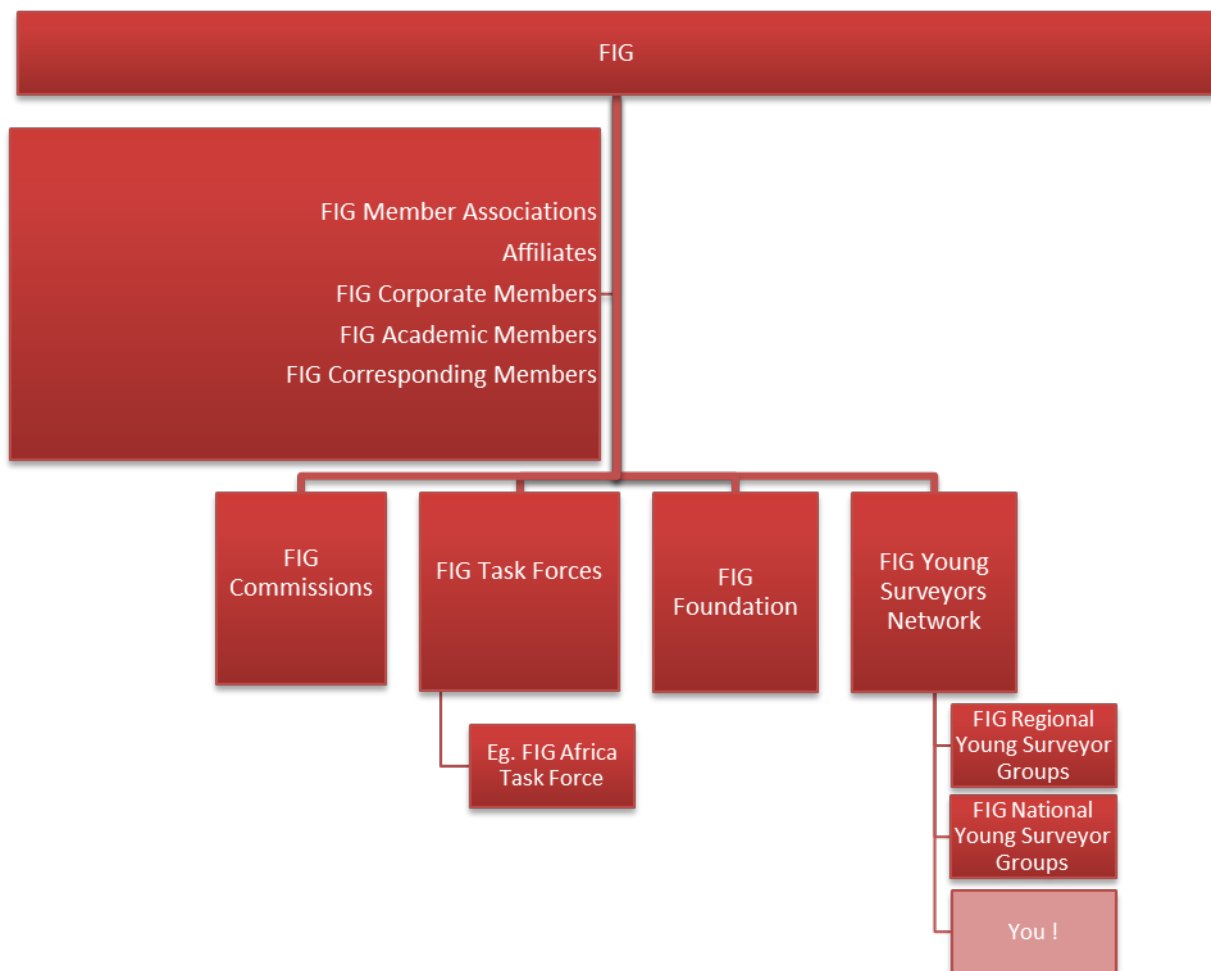 FIG
FIG Member Associations
Affiliates
FIG Corporate Members
FIG Academic Members
FIG Corresponding Members
FIG
Commissions
FIG Task Forces
FIG
Foundation
FIG Young
Surveyors
Network
Eg. FIG Africa
Task Force
FIG Regional
Young Surveyor
Groups
FIG National
Young Surveyor
Groups
You !